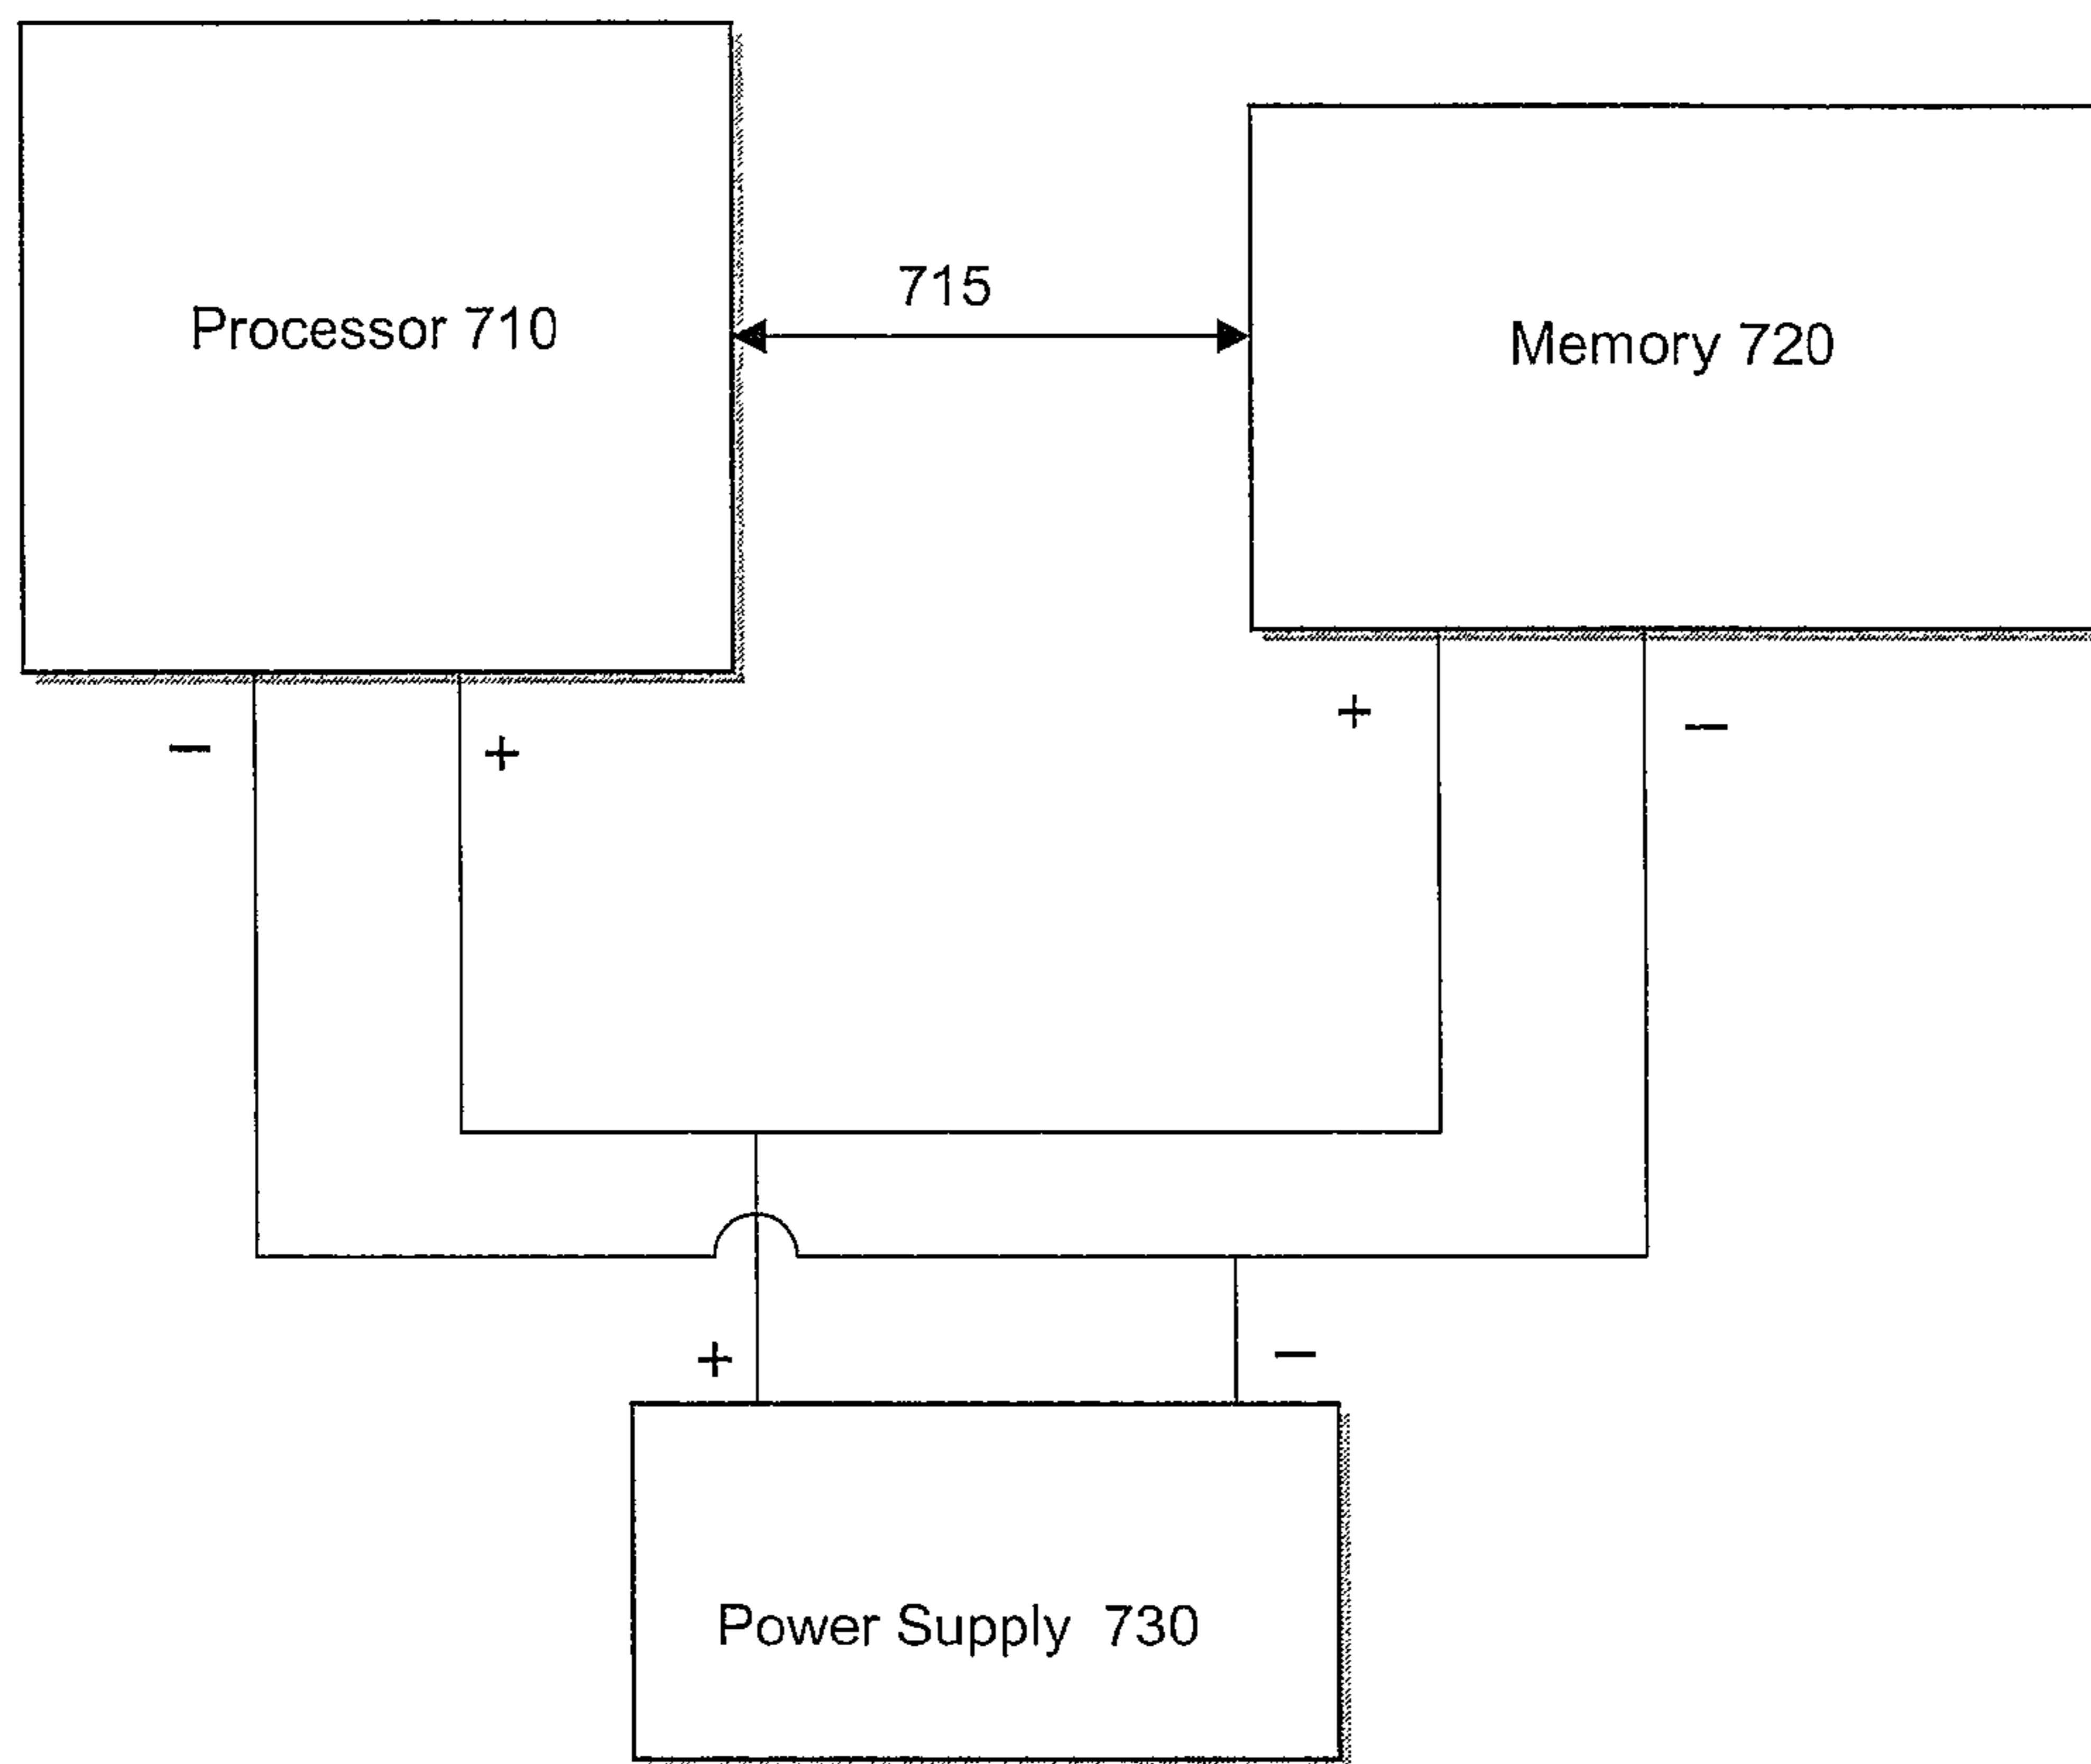 715
Processor 710
Memory 720
+
−
−
+
+
−
Power Supply 730